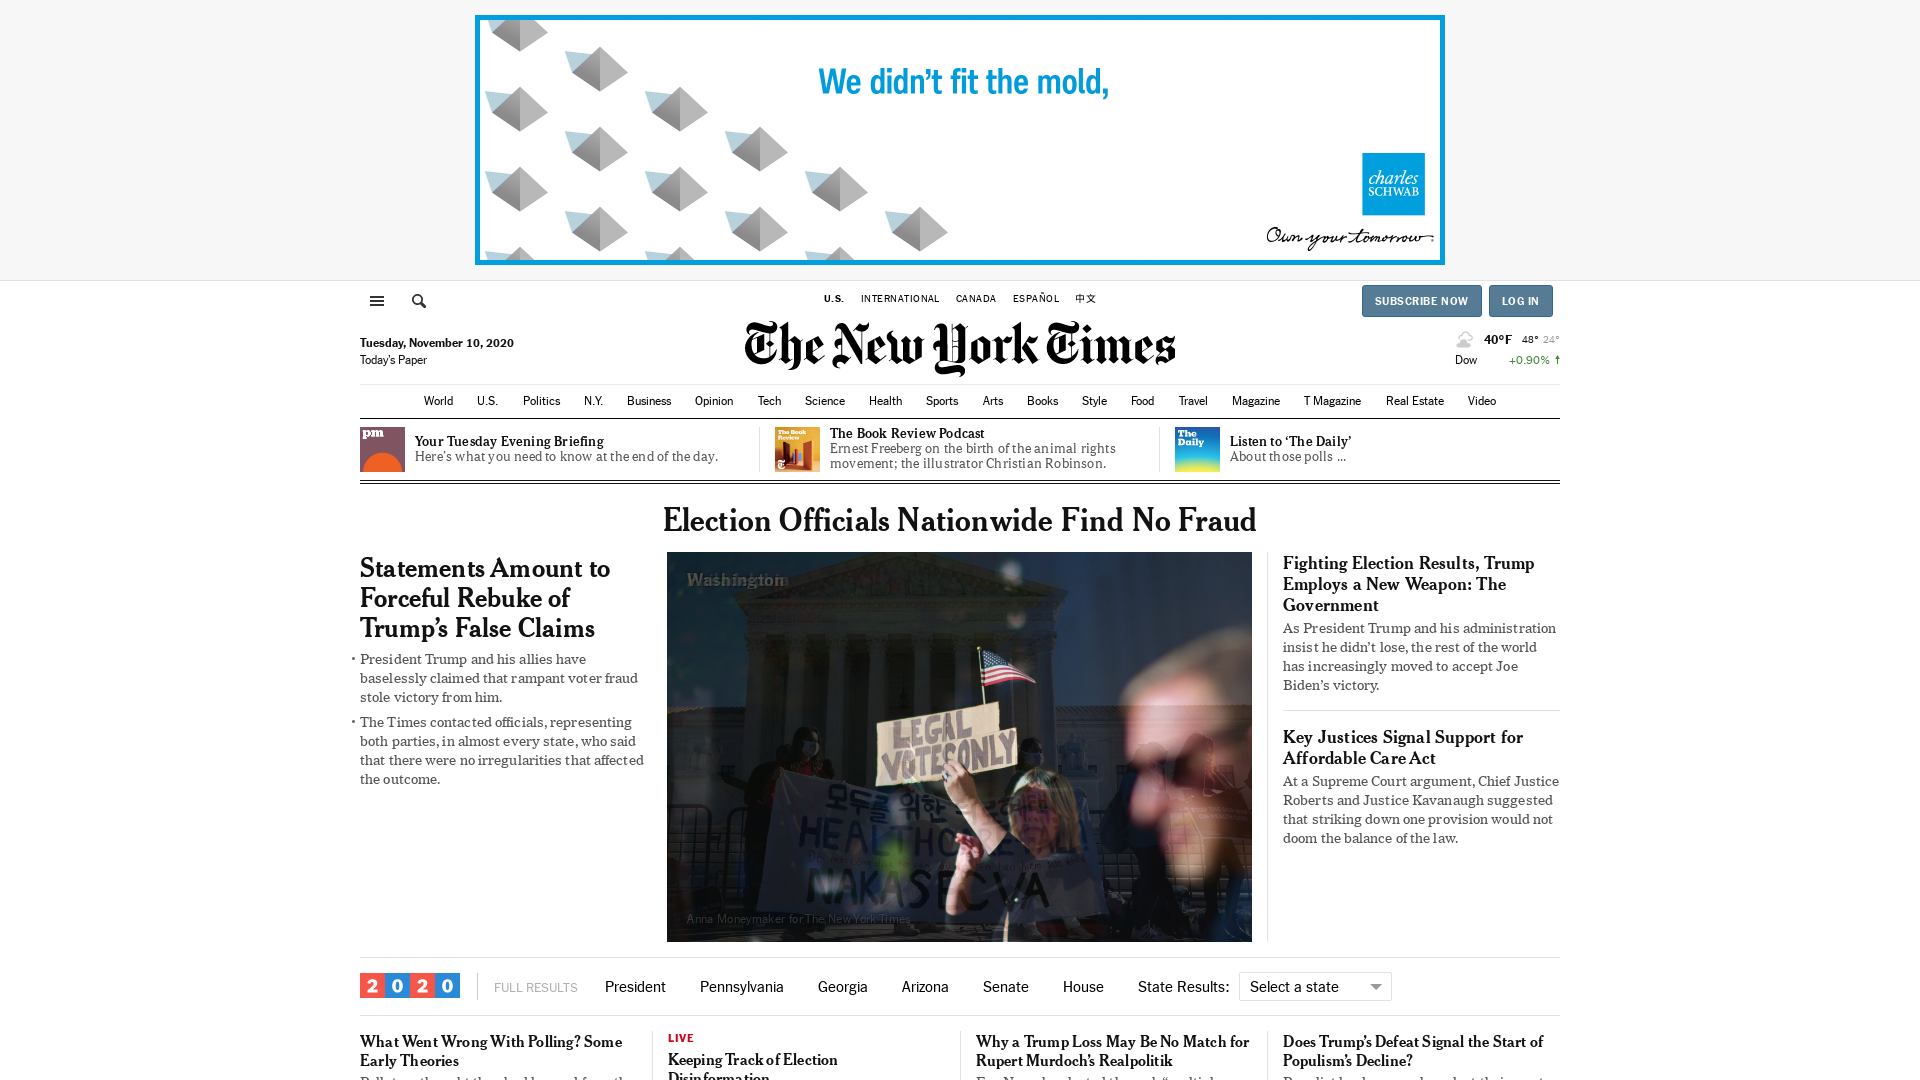 We didn't fit the mold,
charles
SCHWAB
Own your tomorrow.
U.S. INTERNATIONAL CANADA ESPAÑOL 中文
SUBSCRIBE NOW LOG IN
The New York Times
Tuesday, November 10, 2020
Today's Paper
40°F 48° 24°
Dow +0.90% ↑
World U.S. Politics N.Y. Business Opinion Tech Science Health Sports Arts Books Style Food Travel Magazine T Magazine Real Estate Video
pm
Your Tuesday Evening Briefing
Here's what you need to know at the end of the day.
The Book
Review
The Book Review Podcast
Ernest Freeberg on the birth of the animal rights
movement; the illustrator Christian Robinson.
The
Daily
Listen to ‘The Daily’
About those polls ...
Election Officials Nationwide Find No Fraud
Statements Amount to
Forceful Rebuke of
Trump's False Claims
• President Trump and his allies have
baselessly claimed that rampant voter fraud
stole victory from him.
• The Times contacted officials, representing
both parties, in almost every state, who said
that there were no irregularities that affected
the outcome.
Washington
LEGAL
VOTES ONLY
모두를 위한
HEALTHCARE
NAKASEC VA
Anna Moneymaker for The New York Times
Fighting Election Results, Trump
Employs a New Weapon: The
Government
As President Trump and his administration
insist he didn't lose, the rest of the world
has increasingly moved to accept Joe
Biden's victory.
Key Justices Signal Support for
Affordable Care Act
At a Supreme Court argument, Chief Justice
Roberts and Justice Kavanaugh suggested
that striking down one provision would not
doom the balance of the law.
2020 FULL RESULTS President Pennsylvania Georgia Arizona Senate House State Results: Select a state
What Went Wrong With Polling? Some
Early Theories
LIVE
Keeping Track of Election
Disinformation
Why a Trump Loss May Be No Match for
Rupert Murdoch's Realpolitik
Does Trump's Defeat Signal the Start of
Populism's Decline?